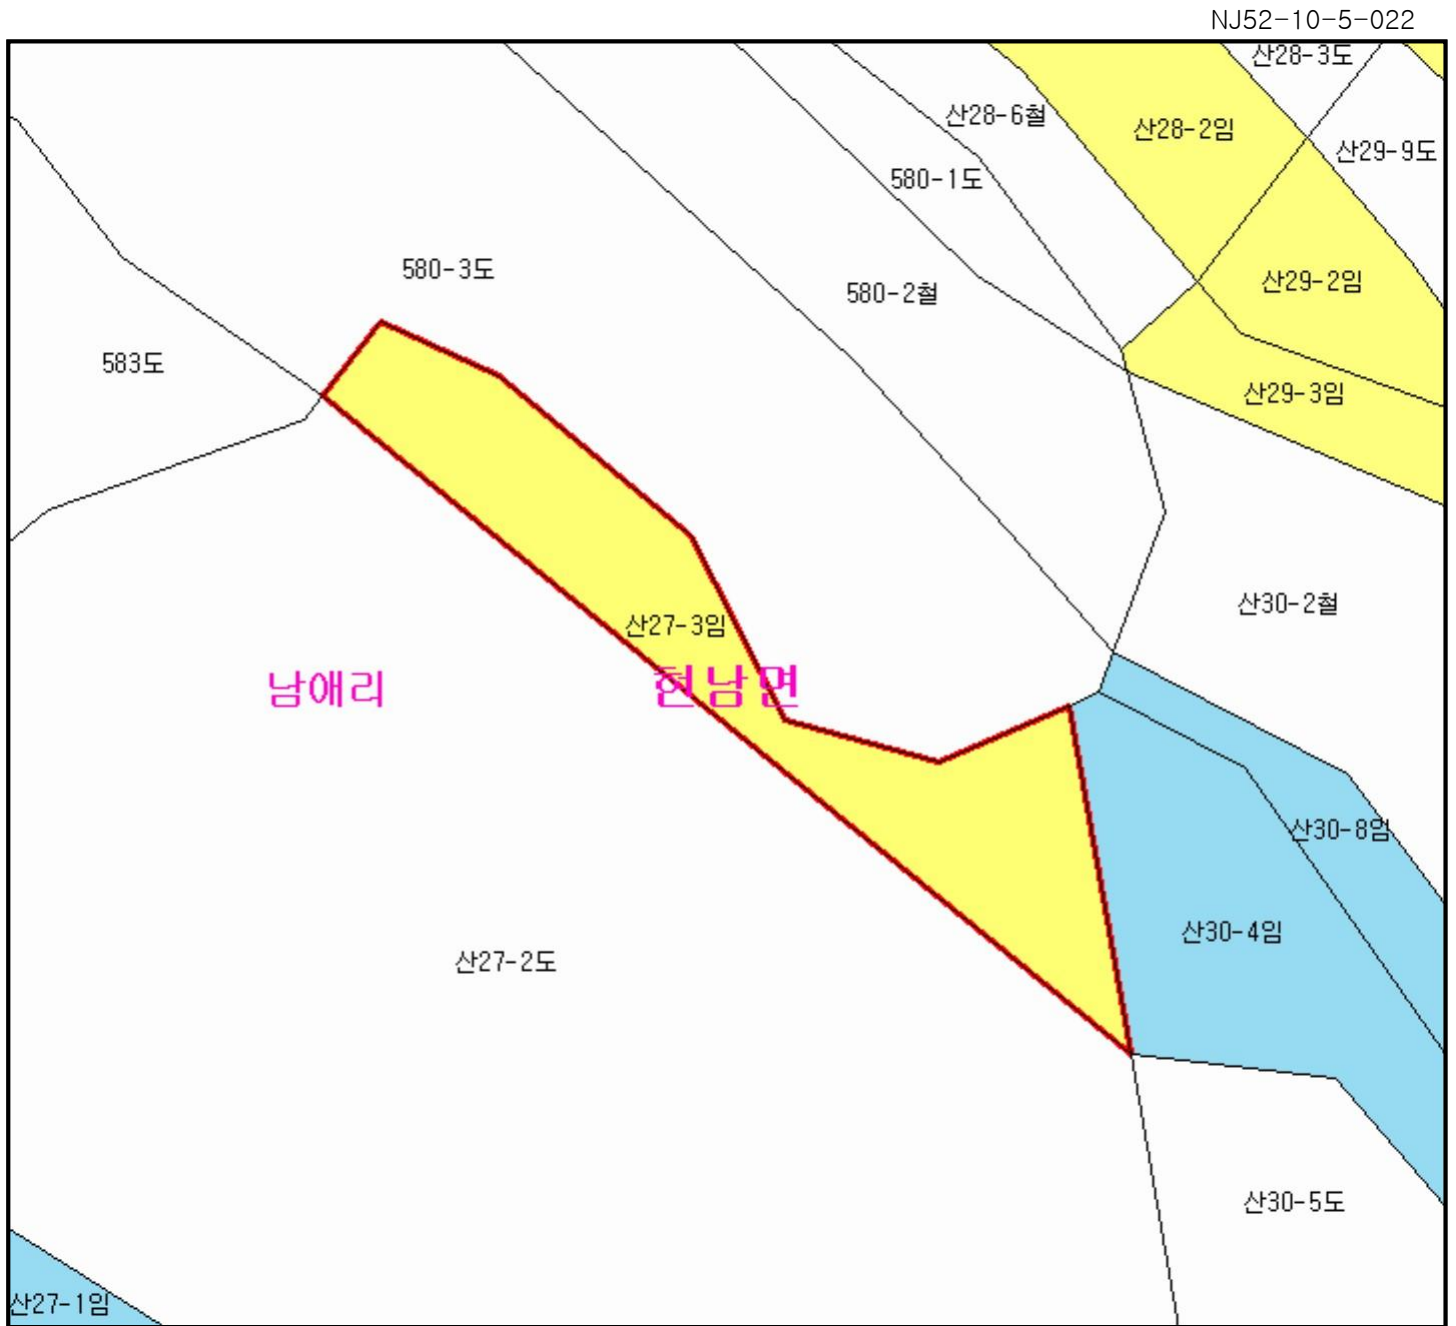 NJ52-10-5-022
산28-3도
산28-6철
산28-2임
산29-9도
580-1도
580-3도
산29-2임
580-2철
583도
산29-3임
산30-2철
산27-3임
남애리
현남면
산30-8임
산30-4임
산27-2도
산30-5도
산27-1임